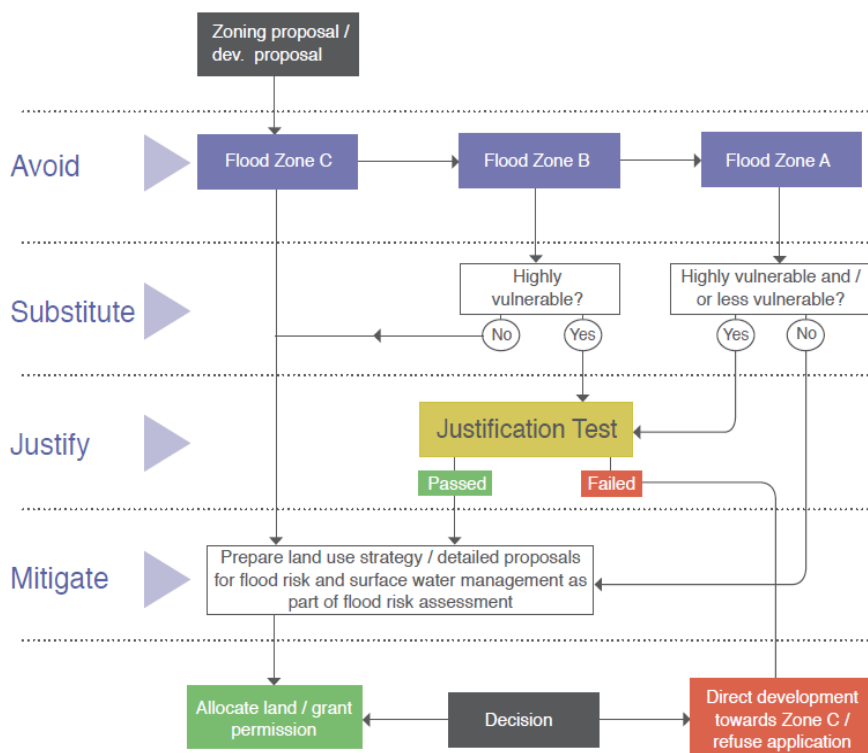 Zoning proposal /
dev. proposal
Avoid
Flood Zone C
Flood Zone B
Flood Zone A
Substitute
Highly
vulnerable?
Highly vulnerable and /
or less vulnerable?
No
Yes
Yes
No
Justify
Justification Test
Passed
Failed
Mitigate
Prepare land use strategy / detailed proposals
for flood risk and surface water management as
part of flood risk assessment
Allocate land / grant
permission
Decision
Direct development
towards Zone C /
refuse application